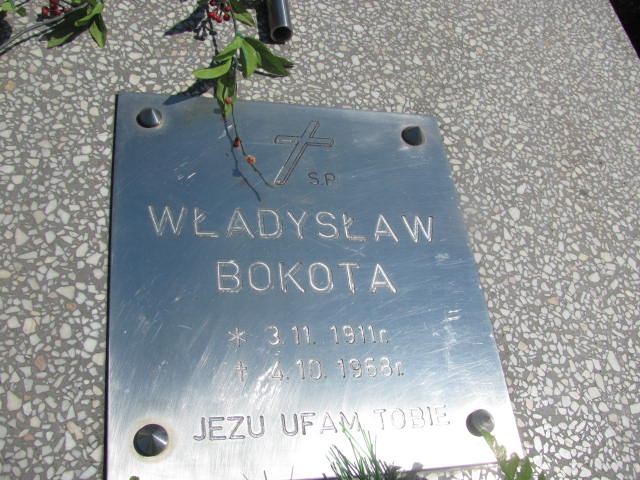 S.P.
WŁADYSŁAW
BOKOTA
* 3.11. 1911r.
† 4.10. 1968r.
JEZU UFAM TOBIE